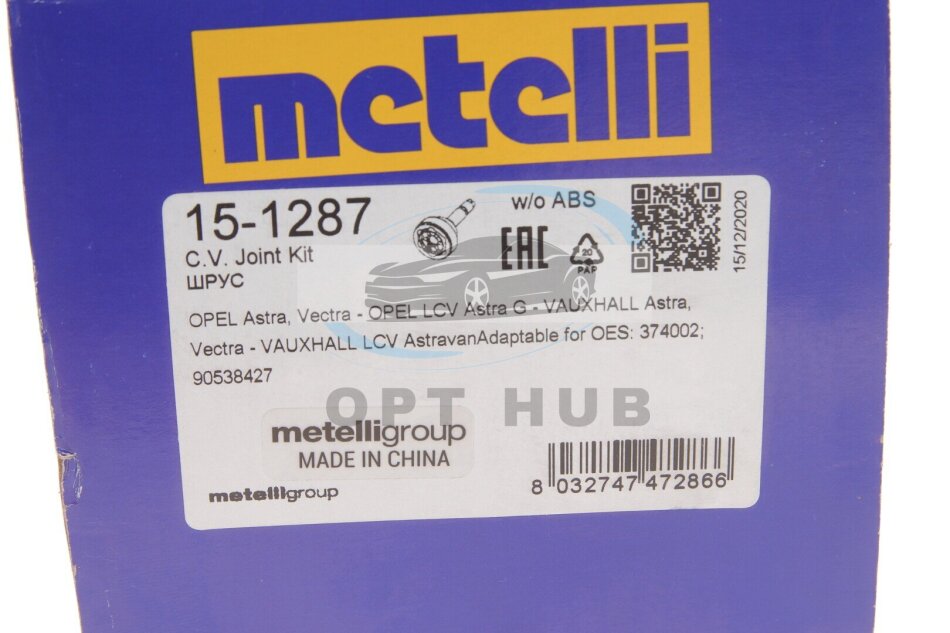 metelli
15-1287
w/o ABS
C.V. Joint Kit
ШРУС
EAC
20
PAP
15/12/2020
OPEL Astra, Vectra - OPEL LCV Astra G - VAUXHALL Astra,
Vectra - VAUXHALL LCV AstravanAdaptable for OES: 374002;
90538427
OPT HUB
metelligroup
MADE IN CHINA
metelligroup
8 032747 472866